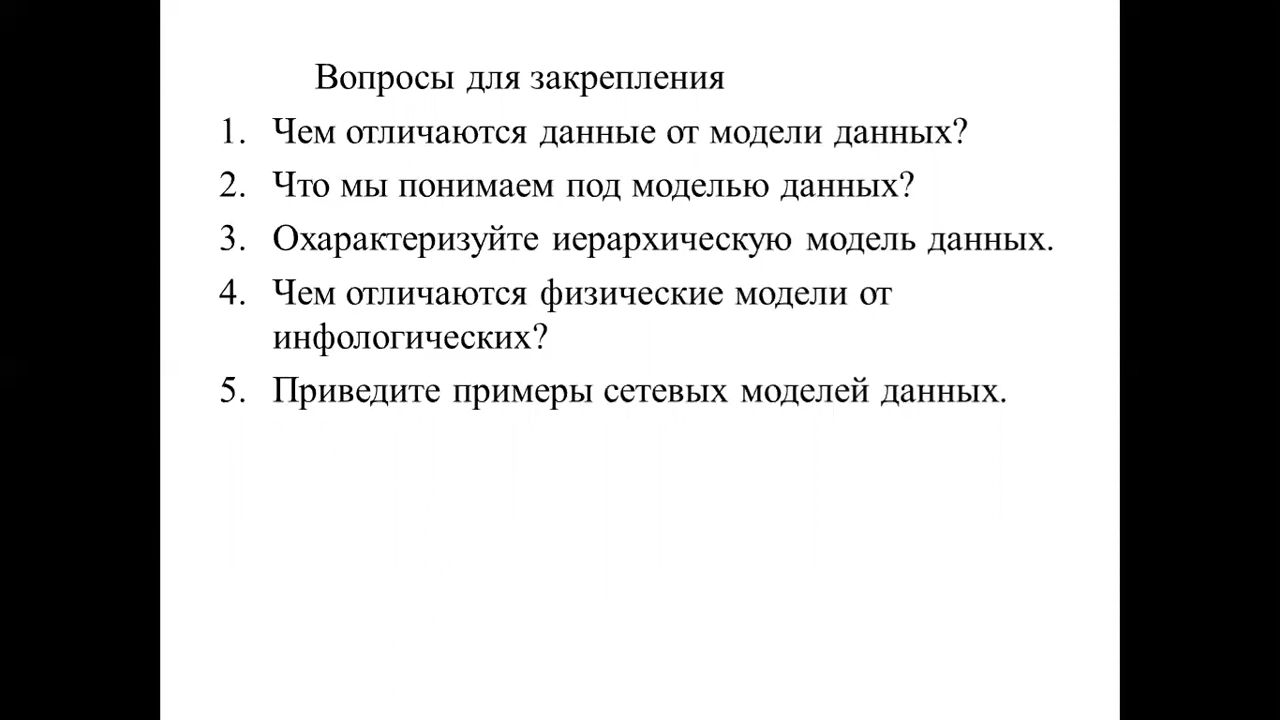 Вопросы для закрепления
1. Чем отличаются данные от модели данных?
2. Что мы понимаем под моделью данных?
3. Охарактеризуйте иерархическую модель данных.
4. Чем отличаются физические модели от
инфологических?
5. Приведите примеры сетевых моделей данных.